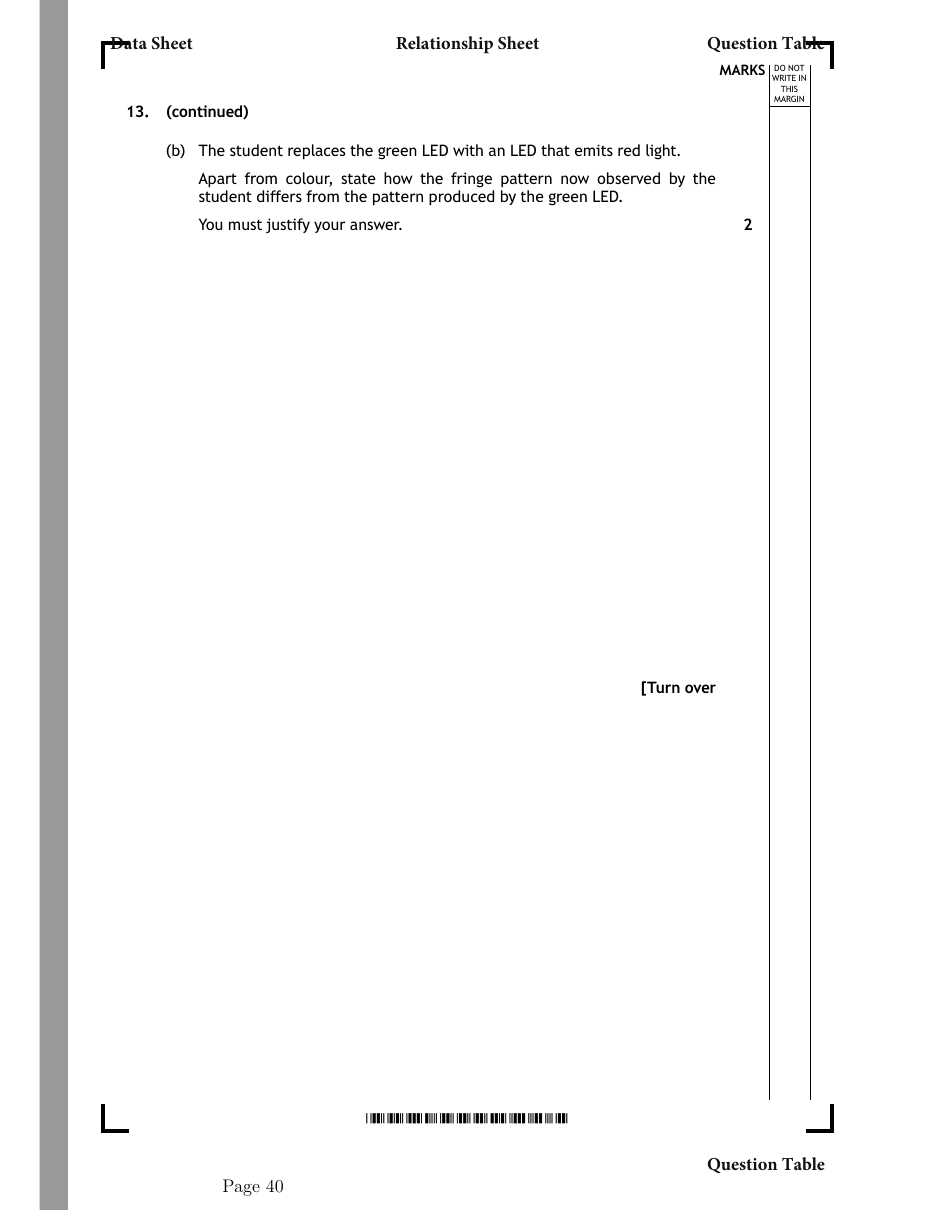 Data Sheet Relationship Sheet Question Table
MARKS
DO NOT
WRITE IN
THIS
MARGIN
13. (continued)
(b) The student replaces the green LED with an LED that emits red light.
Apart from colour, state how the fringe pattern now observed by the
student differs from the pattern produced by the green LED.
You must justify your answer. 2
[Turn over
Question Table
Page 40